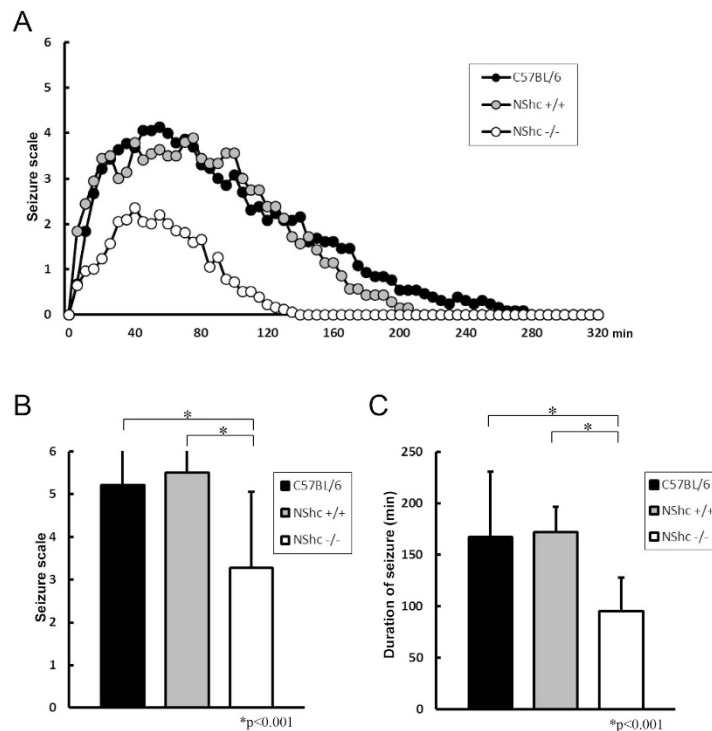 A
Seizure scale
6
5
4
3
2
1
0
0 40 80 120 160 200 240 280 320 min
C57BL/6
NShc +/+
NShc -/-
B
*
*
Seizure scale
6
5
4
3
2
1
0
C57BL/6
NShc +/+
NShc -/-
*p<0.001
C
*
*
Duration of seizure (min)
250
200
150
100
50
0
C57BL/6
NShc +/+
NShc -/-
*p<0.001